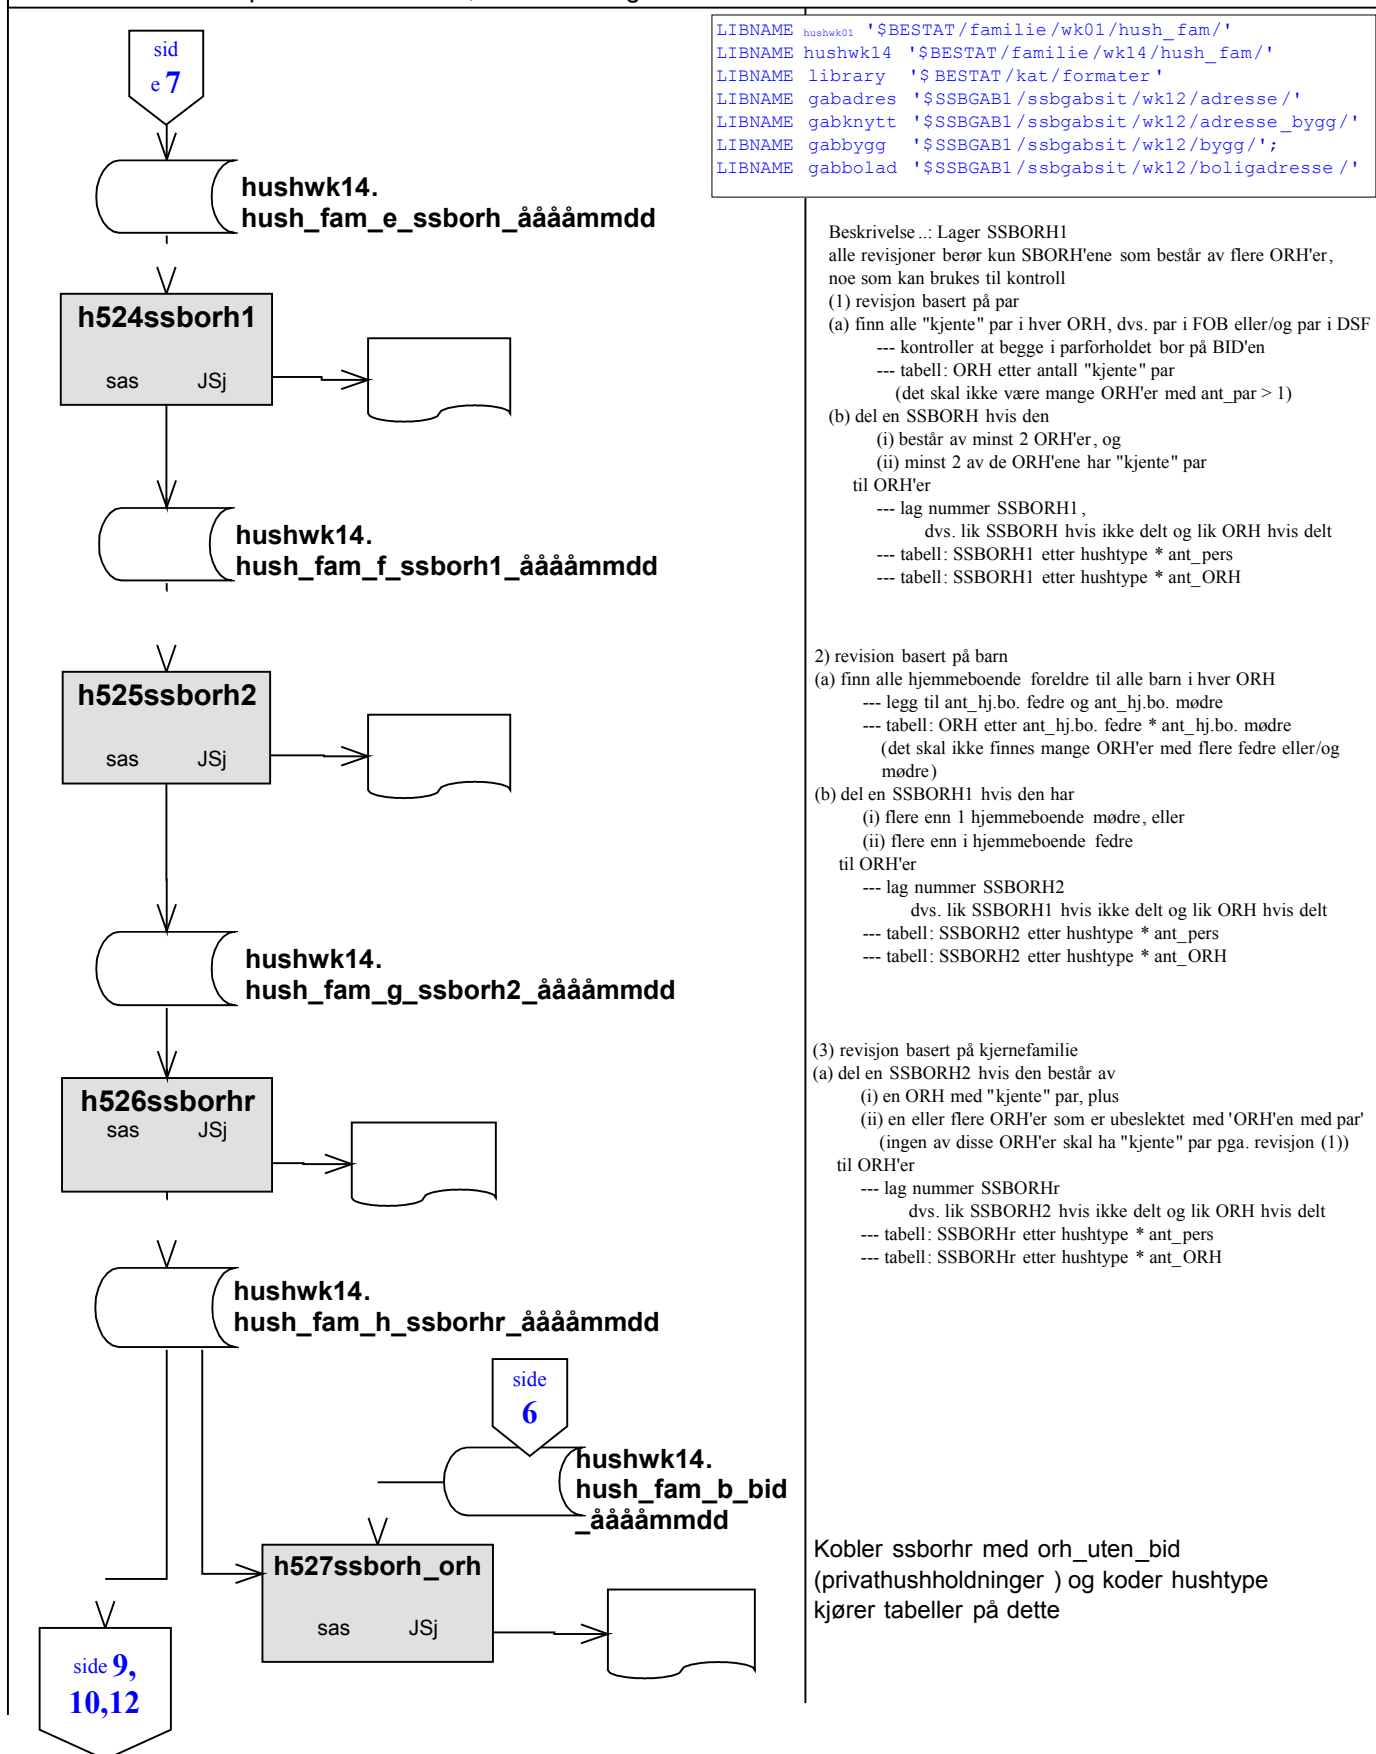 sid
e 7
LIBNAME hushwk01 '$BESTAT/familie/wk01/hush_fam/'
LIBNAME hushwk14 '$BESTAT/familie/wk14/hush_fam/'
LIBNAME library '$ BESTAT/kat/formater'
LIBNAME gabadres '$SSBGAB1/ssbgabsit/wk12/adresse/'
LIBNAME gabknytt '$SSBGAB1/ssbgabsit/wk12/adresse_bygg/'
LIBNAME gabbygg '$SSBGAB1/ssbgabsit/wk12/bygg/';
LIBNAME gabbolad '$SSBGAB1/ssbgabsit/wk12/boligadresse/'
hushwk14.
hush_fam_e_ssborh_ååååmmdd
h524ssborh1
sas JSj
Beskrivelse ..: Lager SSBORH1
alle revisjoner berør kun SBORH'ene som består av flere ORH'er,
noe som kan brukes til kontroll
(1) revisjon basert på par
(a) finn alle "kjente" par i hver ORH, dvs. par i FOB eller/og par i DSF
--- kontroller at begge i parforholdet bor på BID'en
--- tabell: ORH etter antall "kjente" par
(det skal ikke være mange ORH'er med ant_par > 1)
(b) del en SSBORH hvis den
(i) består av minst 2 ORH'er, og
(ii) minst 2 av de ORH'ene har "kjente" par
til ORH'er
--- lag nummer SSBORH1,
dvs. lik SSBORH hvis ikke delt og lik ORH hvis delt
--- tabell: SSBORH1 etter hushtype * ant_pers
--- tabell: SSBORH1 etter hushtype * ant_ORH
hushwk14.
hush_fam_f_ssborh1_ååååmmdd
h525ssborh2
sas JSj
2) revision basert på barn
(a) finn alle hjemmeboende foreldre til alle barn i hver ORH
--- legg til ant_hj.bo. fedre og ant_hj.bo. mødre
--- tabell: ORH etter ant_hj.bo. fedre * ant_hj.bo. mødre
(det skal ikke finnes mange ORH'er med flere fedre eller/og
mødre)
(b) del en SSBORH1 hvis den har
(i) flere enn 1 hjemmeboende mødre, eller
(ii) flere enn i hjemmeboende fedre
til ORH'er
--- lag nummer SSBORH2
dvs. lik SSBORH1 hvis ikke delt og lik ORH hvis delt
--- tabell: SSBORH2 etter hushtype * ant_pers
--- tabell: SSBORH2 etter hushtype * ant_ORH
hushwk14.
hush_fam_g_ssborh2_ååååmmdd
h526ssborhr
sas JSj
(3) revisjon basert på kjernefamilie
(a) del en SSBORH2 hvis den består av
(i) en ORH med "kjente" par, plus
(ii) en eller flere ORH'er som er ubeslektet med 'ORH'en med par'
(ingen av disse ORH'er skal ha "kjente" par pga. revisjon (1))
til ORH'er
--- lag nummer SSBORHr
dvs. lik SSBORH2 hvis ikke delt og lik ORH hvis delt
--- tabell: SSBORHr etter hushtype * ant_pers
--- tabell: SSBORHr etter hushtype * ant_ORH
hushwk14.
hush_fam_h_ssborhr_ååååmmdd
side
6
hushwk14.
hush_fam_b_bid
_ååååmmdd
h527ssborh_orh
sas JSj
Kobler ssborhr med orh_uten_bid
(privathushholdninger ) og koder hushtype
kjører tabeller på dette
side 9,
10,12